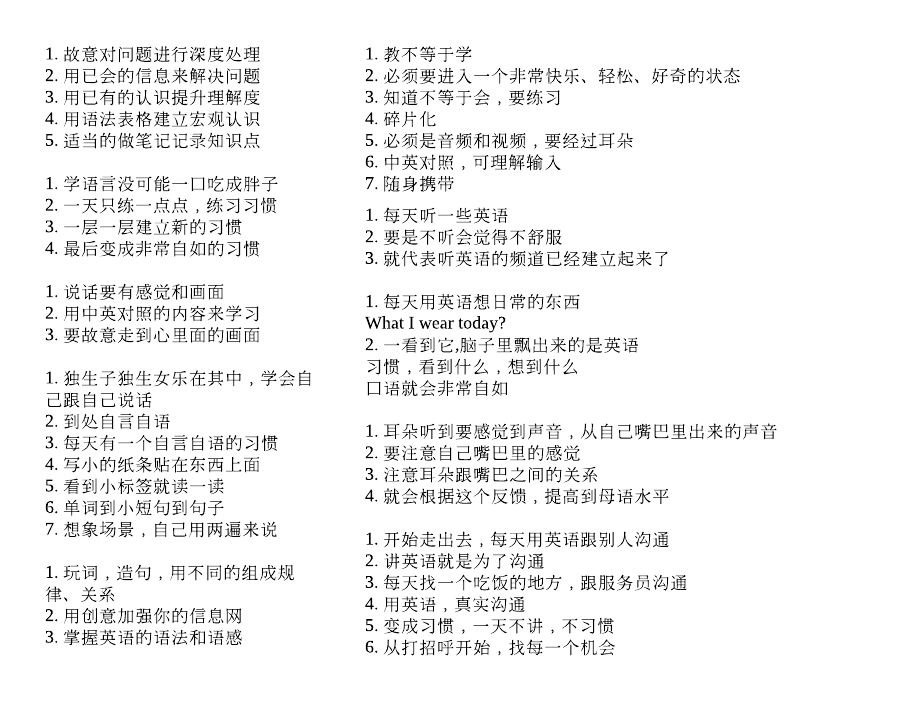 1. 故意对问题进行深度处理
2. 用已会的信息来解决问题
3. 用已有的认识提升理解度
4. 用语法表格建立宏观认识
5. 适当的做笔记记录知识点
1. 学语言没可能一口吃成胖子
2. 一天只练一点点，练习习惯
3. 一层一层建立新的习惯
4. 最后变成非常自如的习惯
1. 说话要有感觉和画面
2. 用中英对照的内容来学习
3. 要故意走到心里面的画面
1. 独生子独生女乐在其中，学会自
己跟自己说话
2. 到处自言自语
3. 每天有一个自言自语的习惯
4. 写小的纸条贴在东西上面
5. 看到小标签就读一读
6. 单词到小短句到句子
7. 想象场景，自己用两遍来说
1. 玩词，造句，用不同的组成规
律、关系
2. 用创意加强你的信息网
3. 掌握英语的语法和语感
1. 教不等于学
2. 必须要进入一个非常快乐、轻松、好奇的状态
3. 知道不等于会，要练习
4. 碎片化
5. 必须是音频和视频，要经过耳朵
6. 中英对照，可理解输入
7. 随身携带
1. 每天听一些英语
2. 要是不听会觉得不舒服
3. 就代表听英语的频道已经建立起来了
1. 每天用英语想日常的东西
What I wear today?
2. 一看到它,脑子里飘出来的是英语
习惯，看到什么，想到什么
口语就会非常自如
1. 耳朵听到要感觉到声音，从自己嘴巴里出来的声音
2. 要注意自己嘴巴里的感觉
3. 注意耳朵跟嘴巴之间的关系
4. 就会根据这个反馈，提高到母语水平
1. 开始走出去，每天用英语跟别人沟通
2. 讲英语就是为了沟通
3. 每天找一个吃饭的地方，跟服务员沟通
4. 用英语，真实沟通
5. 变成习惯，一天不讲，不习惯
6. 从打招呼开始，找每一个机会